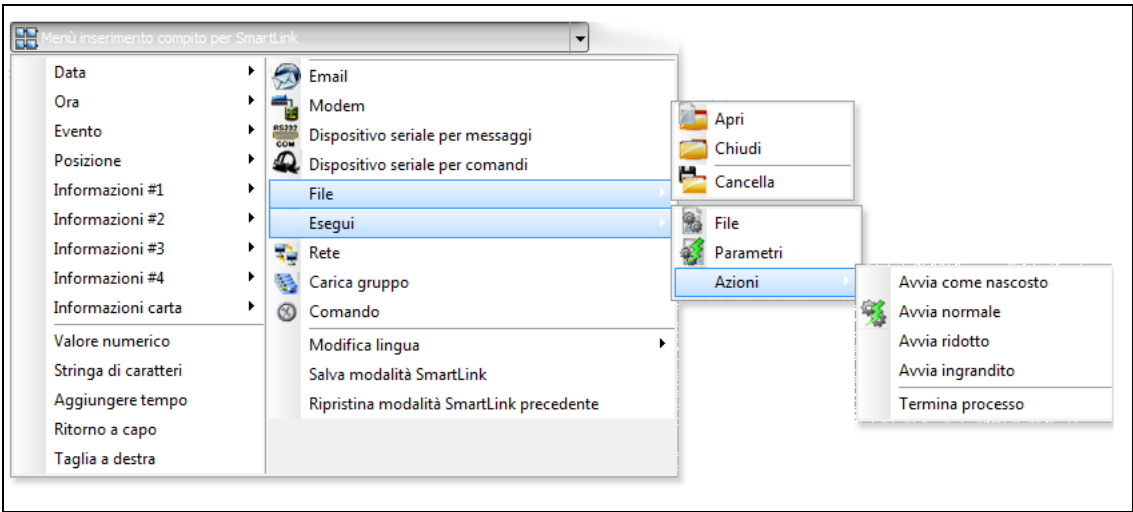 Menù inserimento compito per SmartLink
Data
Ora
Evento
Posizione
Informazioni #1
Informazioni #2
Informazioni #3
Informazioni #4
Informazioni carta
Valore numerico
Stringa di caratteri
Aggiungere tempo
Ritorno a capo
Taglia a destra
Email
Modem
RS232
COM
Dispositivo seriale per messaggi
Dispositivo seriale per comandi
File
Esegui
Rete
Carica gruppo
Comando
Modifica lingua
Salva modalità SmartLink
Ripristina modalità SmartLink precedente
Apri
Chiudi
Cancella
File
Parametri
Azioni
Avvia come nascosto
Avvia normale
Avvia ridotto
Avvia ingrandito
Termina processo